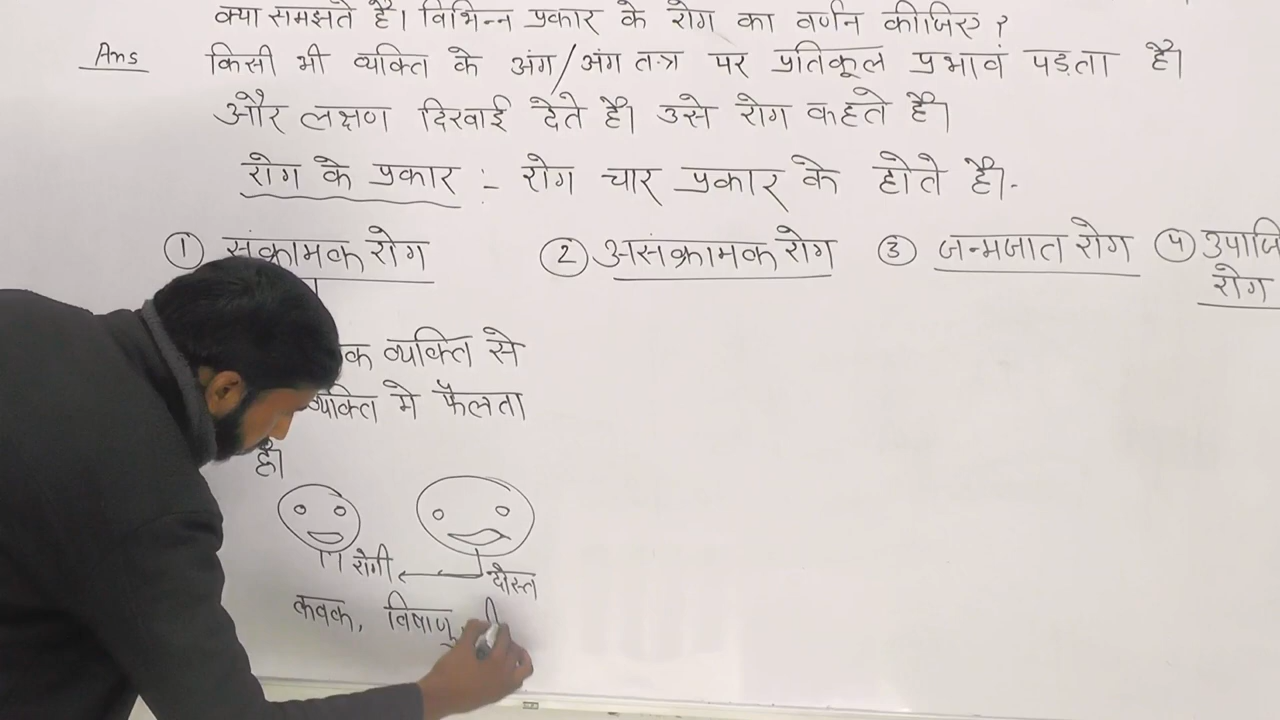 क्या समझते है। विभिन्न प्रकार के रोग का वर्णन कीजिए ?
Ans किसी भी व्यक्ति के अंग/अंग तन्त्र पर प्रतिकूल प्रभावं पड़ता है।
और लक्षण दिखाई देते है। उसे रोग कहते है।
रोग के प्रकार :- रोग चार प्रकार के होते है।-
① संक्रामक रोग ② असंक्रामक रोग ③ जन्मजात रोग ④ उपार्जि
रोग
क व्यक्ति से
व्यक्ति मे फैलता
है।
रोगी
दोस्त
कवक, विषाणु